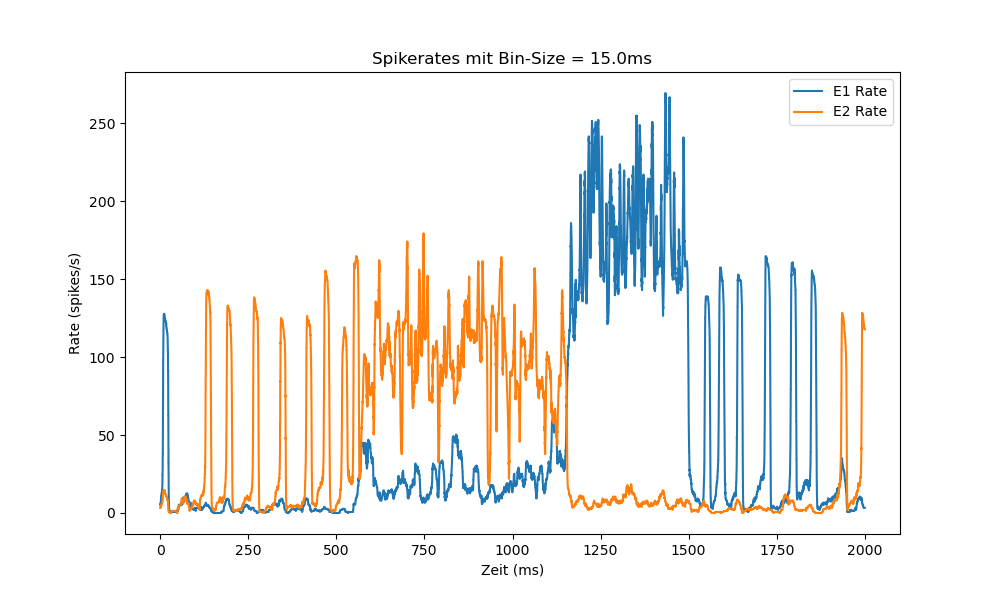 Spikerates mit Bin-Size = 15.0ms
E1 Rate
E2 Rate
Rate (spikes/s)
250
200
150
100
50
0
0 250 500 750 1000 1250 1500 1750 2000
Zeit (ms)